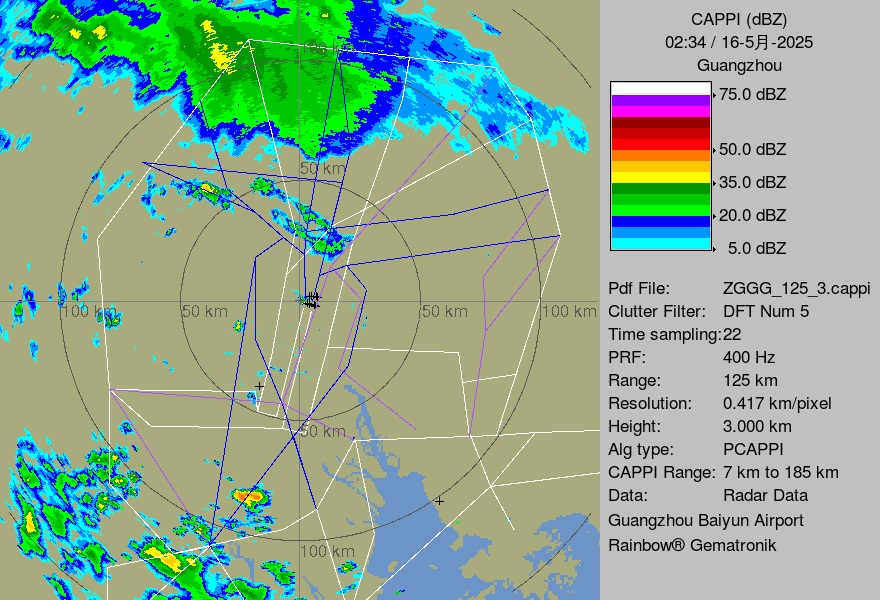 CAPPI (dBZ)
02:34 / 16-5月-2025
Guangzhou
75.0 dBZ
50.0 dBZ
35.0 dBZ
20.0 dBZ
5.0 dBZ
100 km
50 km
100 km
50 km
50 km
100 km
50 km
100 km
Pdf File: ZGGG_125_3.cappi
Clutter Filter: DFT Num 5
Time sampling:22
PRF: 400 Hz
Range: 125 km
Resolution: 0.417 km/pixel
Height: 3.000 km
Alg type: PCAPPI
CAPPI Range: 7 km to 185 km
Data: Radar Data
Guangzhou Baiyun Airport
Rainbow® Gematronik